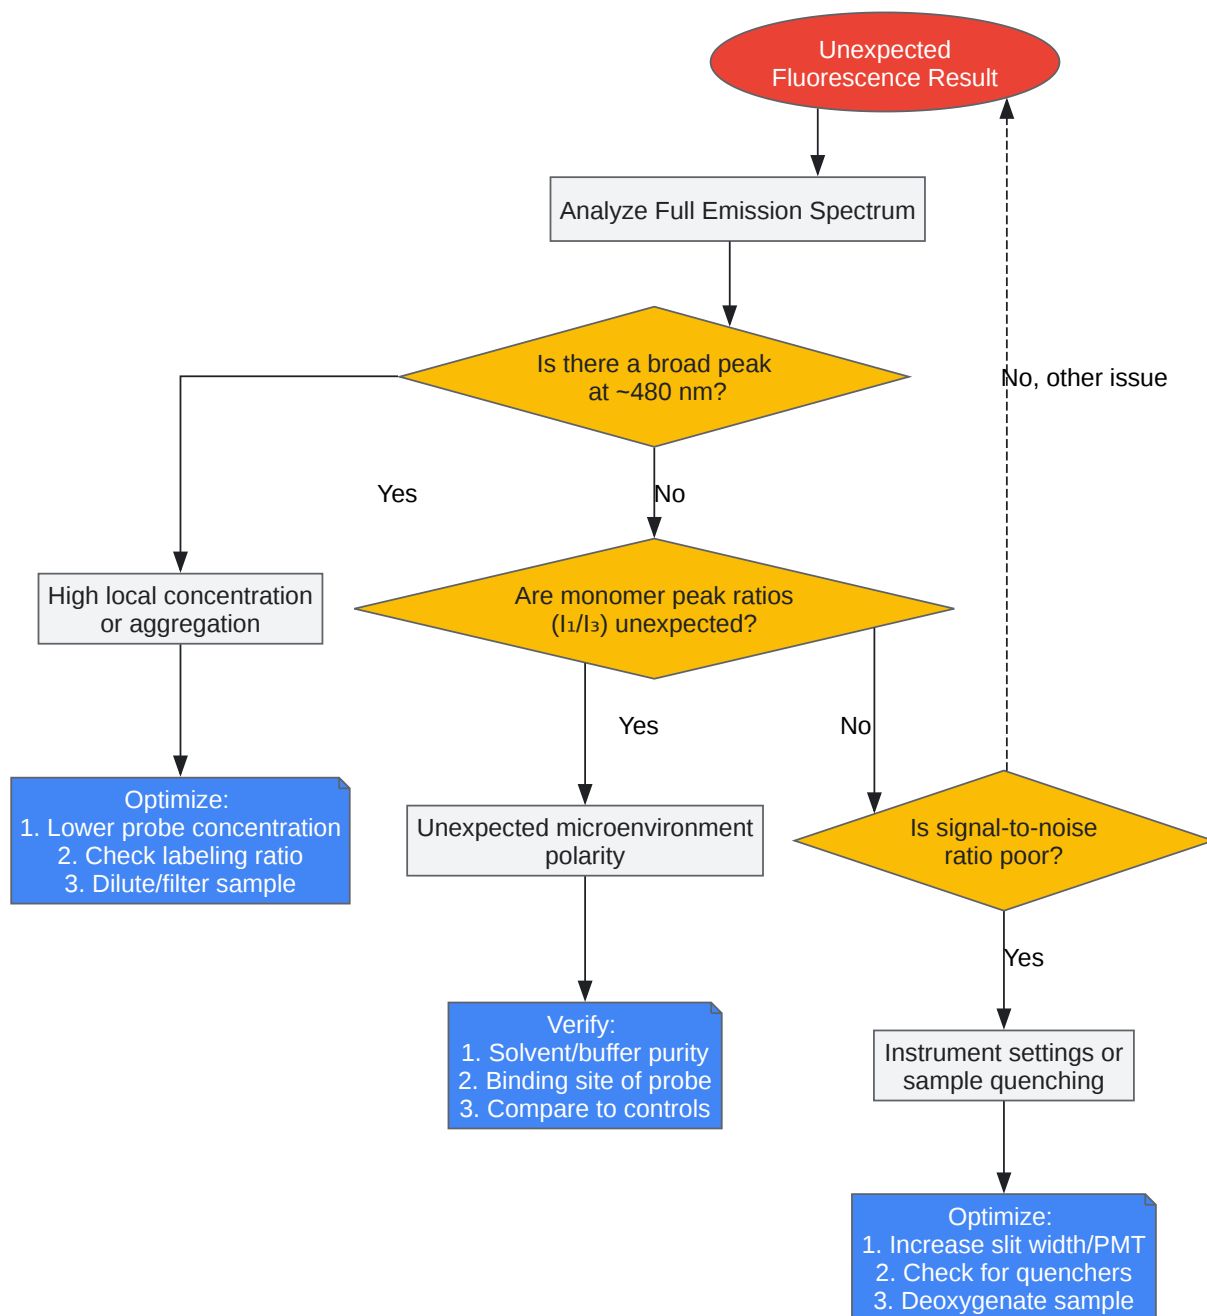 Unexpected
Fluorescence Result
Analyze Full Emission Spectrum
Is there a broad peak
at ~480 nm?
No, other issue
Yes
No
High local concentration
or aggregation
Are monomer peak ratios
(I₁/I₃) unexpected?
Yes
No
Optimize:
1. Lower probe concentration
2. Check labeling ratio
3. Dilute/filter sample
Unexpected microenvironment
polarity
Is signal-to-noise
ratio poor?
Yes
Verify:
1. Solvent/buffer purity
2. Binding site of probe
3. Compare to controls
Instrument settings or
sample quenching
Optimize:
1. Increase slit width/PMT
2. Check for quenchers
3. Deoxygenate sample